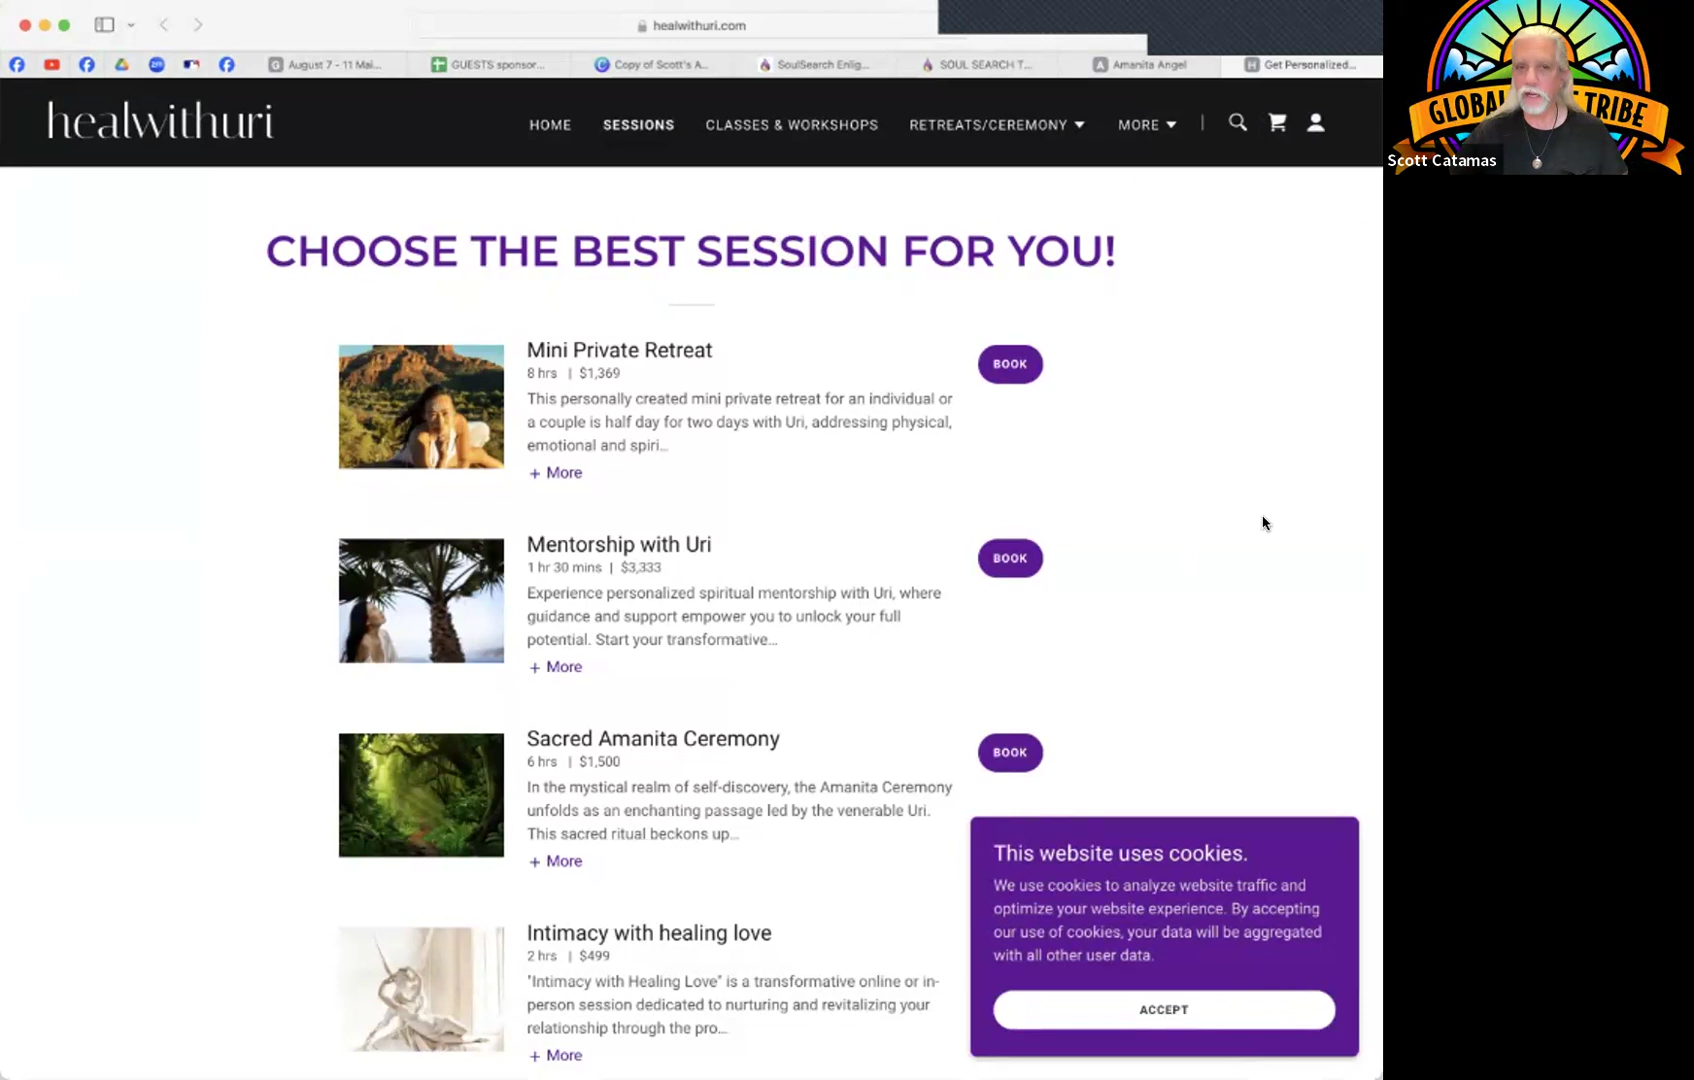 healwithuri.com
August 7 - 11 Mai...
GUESTS sponsor...
Copy of Scott's A...
SoulSearch Enlig...
SOUL SEARCH T...
Amanita Angel
Get Personalized...
healwithuri
HOME
SESSIONS
CLASSES & WORKSHOPS
RETREATS/CEREMONY
MORE
GLOBAL
TRIBE
Scott Catamas
CHOOSE THE BEST SESSION FOR YOU!
Mini Private Retreat
8 hrs | $1,369
This personally created mini private retreat for an individual or
a couple is half day for two days with Uri, addressing physical,
emotional and spiri...
+ More
BOOK
Mentorship with Uri
1 hr 30 mins | $3,333
Experience personalized spiritual mentorship with Uri, where
guidance and support empower you to unlock your full
potential. Start your transformative...
+ More
BOOK
Sacred Amanita Ceremony
6 hrs | $1,500
In the mystical realm of self-discovery, the Amanita Ceremony
unfolds as an enchanting passage led by the venerable Uri.
This sacred ritual beckons up...
+ More
BOOK
Intimacy with healing love
2 hrs | $499
"Intimacy with Healing Love" is a transformative online or in-
person session dedicated to nurturing and revitalizing your
relationship through the pro...
+ More
This website uses cookies.
We use cookies to analyze website traffic and
optimize your website experience. By accepting
our use of cookies, your data will be aggregated
with all other user data.
ACCEPT